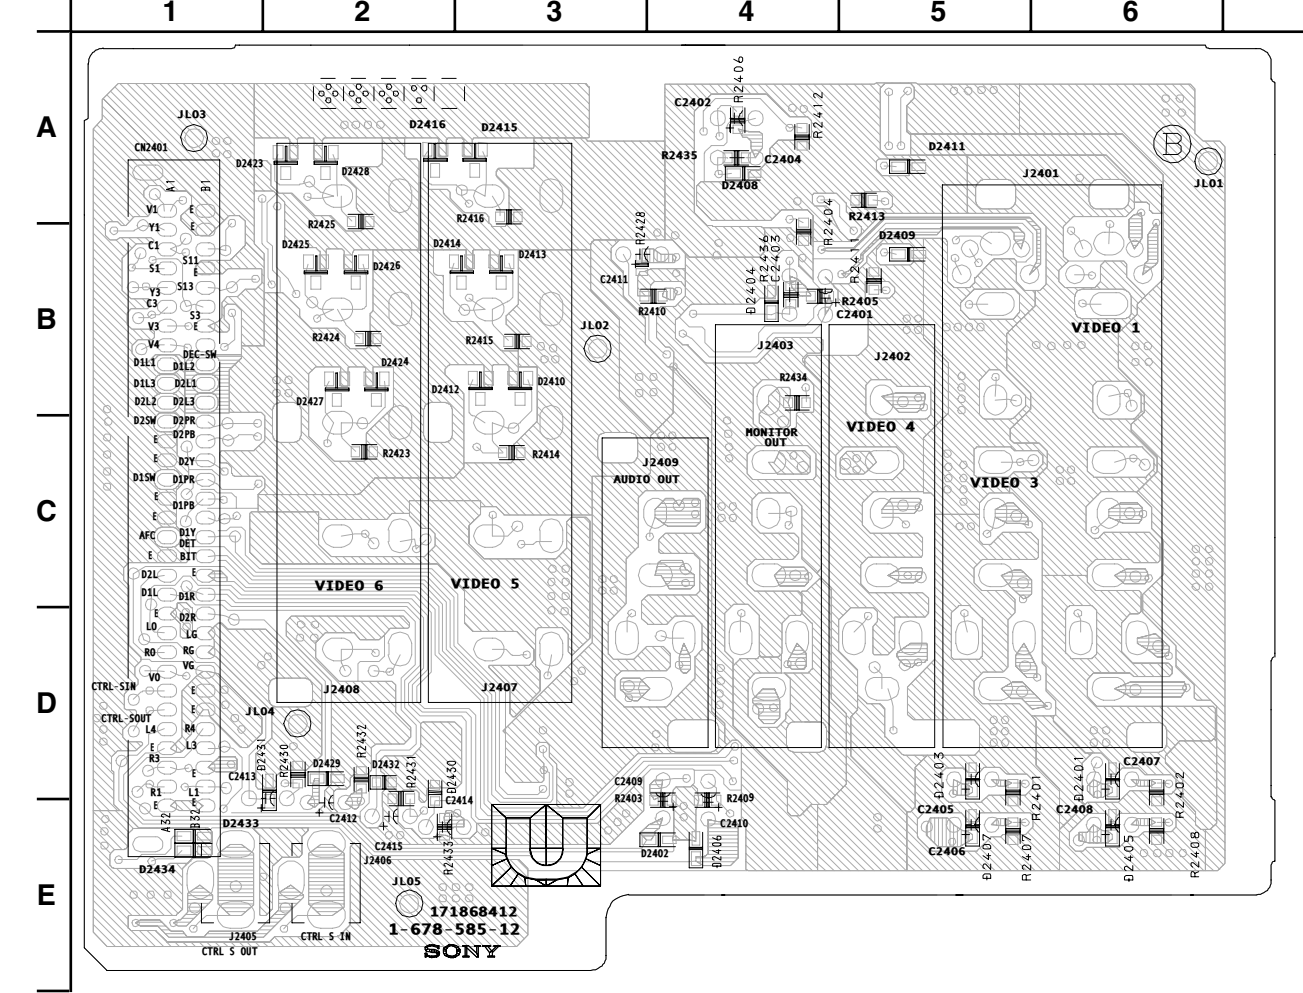 1 2 3 4 5 6
A
B
C
D
E
JL03
CN2401
A1
B1
D2423
D2428
D2416
D2415
R2425
R2416
C2402
R2406
R2412
R2435
C2404
D2408
D2411
B
JL01
J2401
R2413
R2404
D2409
R2411
V1
E
Y1
E
C1
S11
S1
E
Y3
S13
C3
S3
V3
E
V4
DEC-SW
D1L1
D1L2
D1L3
D2L1
D2L2
D2L3
D2SW
D2PR
E
D2PB
E
D2Y
D1SW
D1PR
E
D1PB
E
AFC
D1Y
DET
E
BIT
D2L
E
D1L
D1R
E
D2R
LO
LG
RO
RG
VG
VO
CTRL-SIN
E
CTRL-SOUT
E
L4
R4
E
L3
R3
E
R1
L1
E
E
A32
B32
D2425
D2426
D2414
D2413
R2428
C2411
R2410
D2404
R2436
C2403
R2405
C2401
JL02
R2424
R2415
D2424
D2427
D2412
D2410
R2423
R2414
J2403
R2434
MONITOR
OUT
J2402
VIDEO 4
VIDEO 1
VIDEO 3
J2409
AUDIO OUT
VIDEO 6
VIDEO 5
J2408
J2407
JL04
D2431
R2430
D2429
R2432
D2432
R2431
D2430
C2413
C2412
C2414
C2415
R2433
J2406
D2433
D2434
JL05
J2405
CTRL S OUT
CTRL S IN
171868412
1-678-585-12
SONY
U
C2409
R2403
R2409
C2410
D2402
D2406
D2403
R2401
C2405
C2406
D2407
R2407
D2401
C2407
R2402
C2408
D2405
R2408